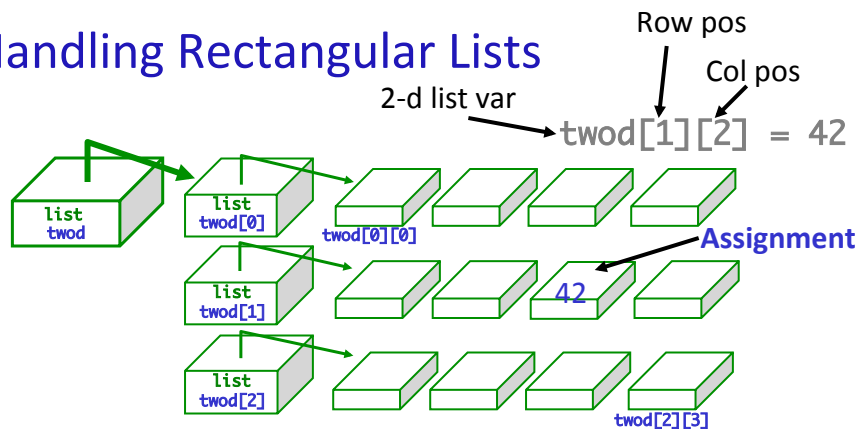 Handling Rectangular Lists
Row pos
Col pos
2-d list var
twod[1][2] = 42
list
twod
list
twod[0]
twod[0][0]
Assignment
list
twod[1]
42
list
twod[2]
twod[2][3]